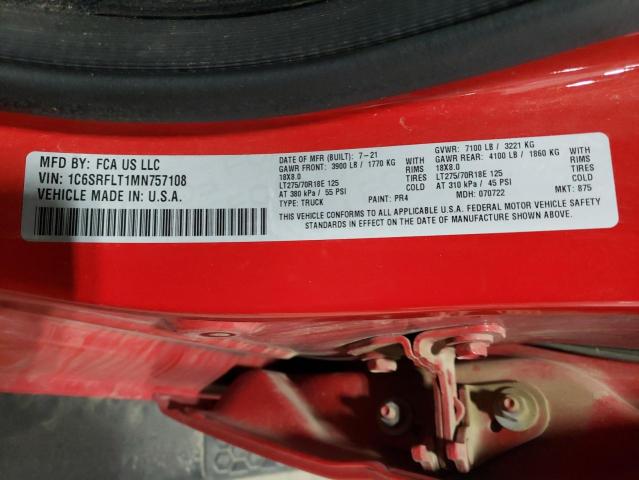 MFD BY: FCA US LLC
VIN: 1C6SRFLT1MN757108
VEHICLE MADE IN: U.S.A.
DATE OF MFR (BUILT): 7-21 GVWR: 7100 LB / 3221 KG
GAWR FRONT: 3900 LB / 1770 KG WITH GAWR REAR: 4100 LB / 1860 KG WITH
18X8.0 RIMS 18X8.0 RIMS
LT275/70R18E 125 TIRES LT275/70R18E 125 TIRES
AT 380 kPa / 55 PSI COLD AT 310 kPa / 45 PSI COLD
TYPE: TRUCK PAINT: PR4 MDH: 070722 MKT: 875
THIS VEHICLE CONFORMS TO ALL APPLICABLE U.S.A. FEDERAL MOTOR VEHICLE SAFETY
STANDARDS IN EFFECT ON THE DATE OF MANUFACTURE SHOWN ABOVE.